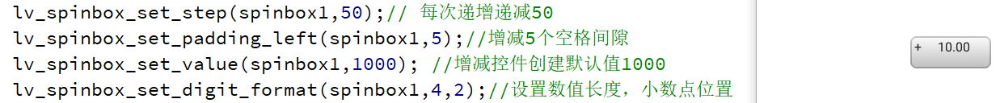 lv_spinbox_set_step(spinbox1,50);// 每次递增递减50
lv_spinbox_set_padding_left(spinbox1,5);//增减5个空格间隙
lv_spinbox_set_value(spinbox1,1000); //增减控件创建默认值1000
lv_spinbox_set_digit_format(spinbox1,4,2);//设置数值长度，小数点位置
+ 10.00